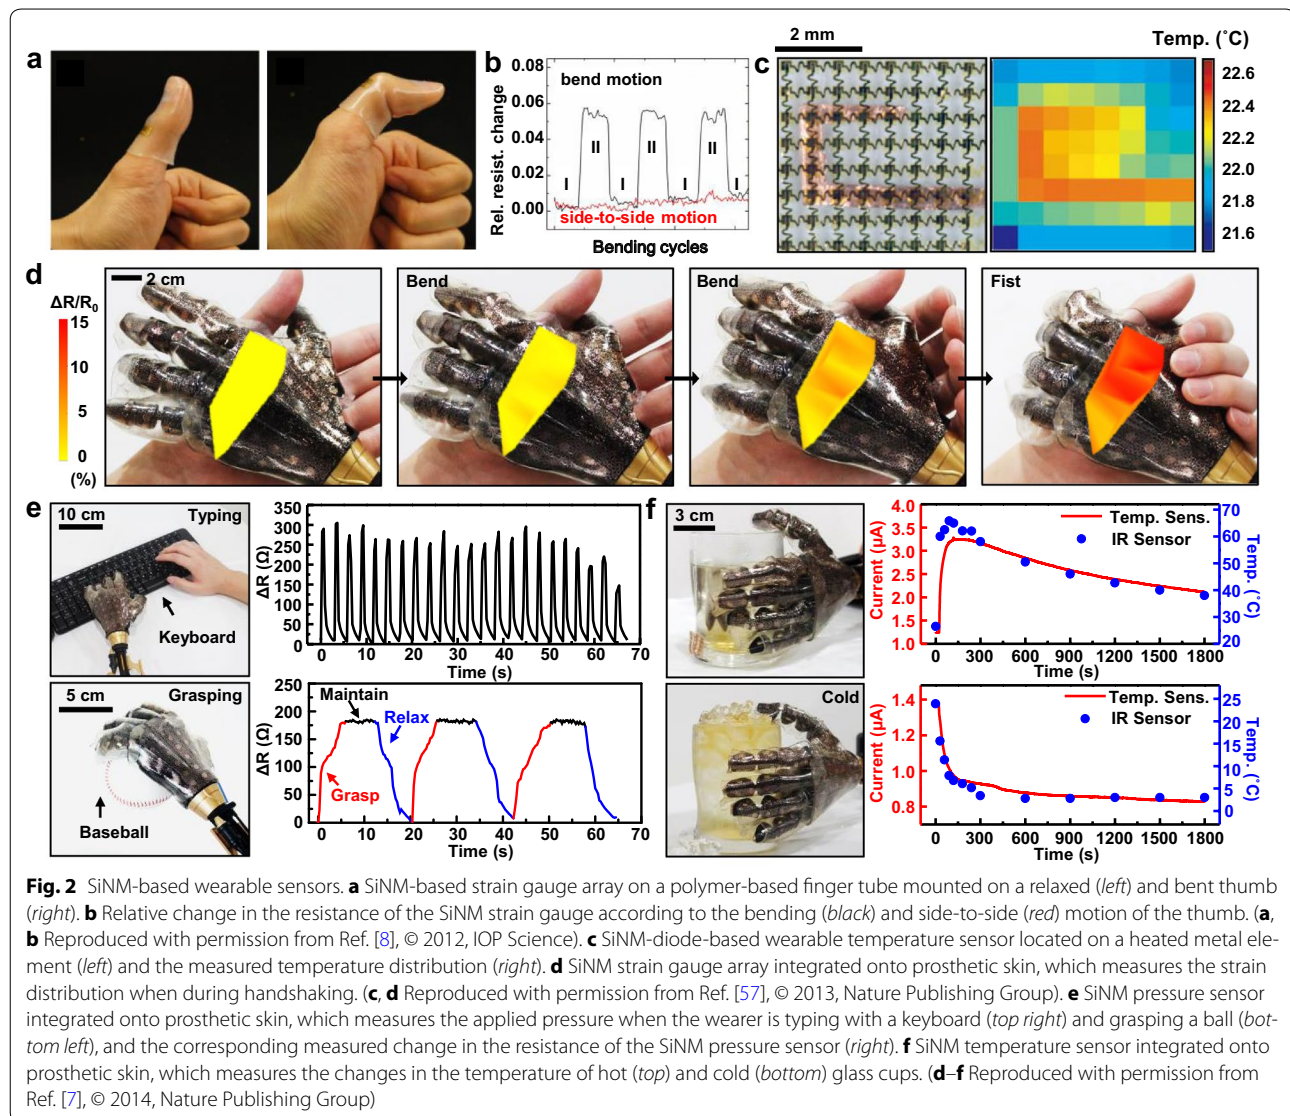 a
b
0.08
0.06
0.04
0.02
0.00
Rel. resist. change
bend motion
II
II
II
I
I
I
I
side-to-side motion
Bending cycles
c
2 mm
Temp. (˚C)
22.6
22.4
22.2
22.0
21.8
21.6
d
2 cm
Bend
Bend
Fist
ΔR/R0
15
10
5
0
(%)
e
10 cm
Typing
Keyboard
350
300
250
200
150
100
50
0
ΔR (Ω)
0 10 20 30 40 50 60 70
Time (s)
5 cm
Grasping
Baseball
250
200
150
100
50
0
ΔR (Ω)
Maintain
Relax
Grasp
0 10 20 30 40 50 60 70
Time (s)
f
3 cm
4.0
3.5
3.0
2.5
2.0
1.5
1.0
Current (µA)
Temp. Sens.
IR Sensor
70
60
50
40
30
20
Temp. (˚C)
0 300 600 900 1200 1500 1800
Time (s)
Cold
1.4
1.2
1.0
0.8
Current (µA)
Temp. Sens.
IR Sensor
25
20
15
10
5
0
Temp. (˚C)
0 300 600 900 1200 1500 1800
Time (s)
Fig. 2 SiNM-based wearable sensors. a SiNM-based strain gauge array on a polymer-based finger tube mounted on a relaxed (left) and bent thumb
(right). b Relative change in the resistance of the SiNM strain gauge according to the bending (black) and side-to-side (red) motion of the thumb. (a,
b Reproduced with permission from Ref. [8], © 2012, IOP Science). c SiNM-diode-based wearable temperature sensor located on a heated metal ele-
ment (left) and the measured temperature distribution (right). d SiNM strain gauge array integrated onto prosthetic skin, which measures the strain
distribution when during handshaking. (c, d Reproduced with permission from Ref. [57], © 2013, Nature Publishing Group). e SiNM pressure sensor
integrated onto prosthetic skin, which measures the applied pressure when the wearer is typing with a keyboard (top right) and grasping a ball (bot-
tom left), and the corresponding measured change in the resistance of the SiNM pressure sensor (right). f SiNM temperature sensor integrated onto
prosthetic skin, which measures the changes in the temperature of hot (top) and cold (bottom) glass cups. (d–f Reproduced with permission from
Ref. [7], © 2014, Nature Publishing Group)